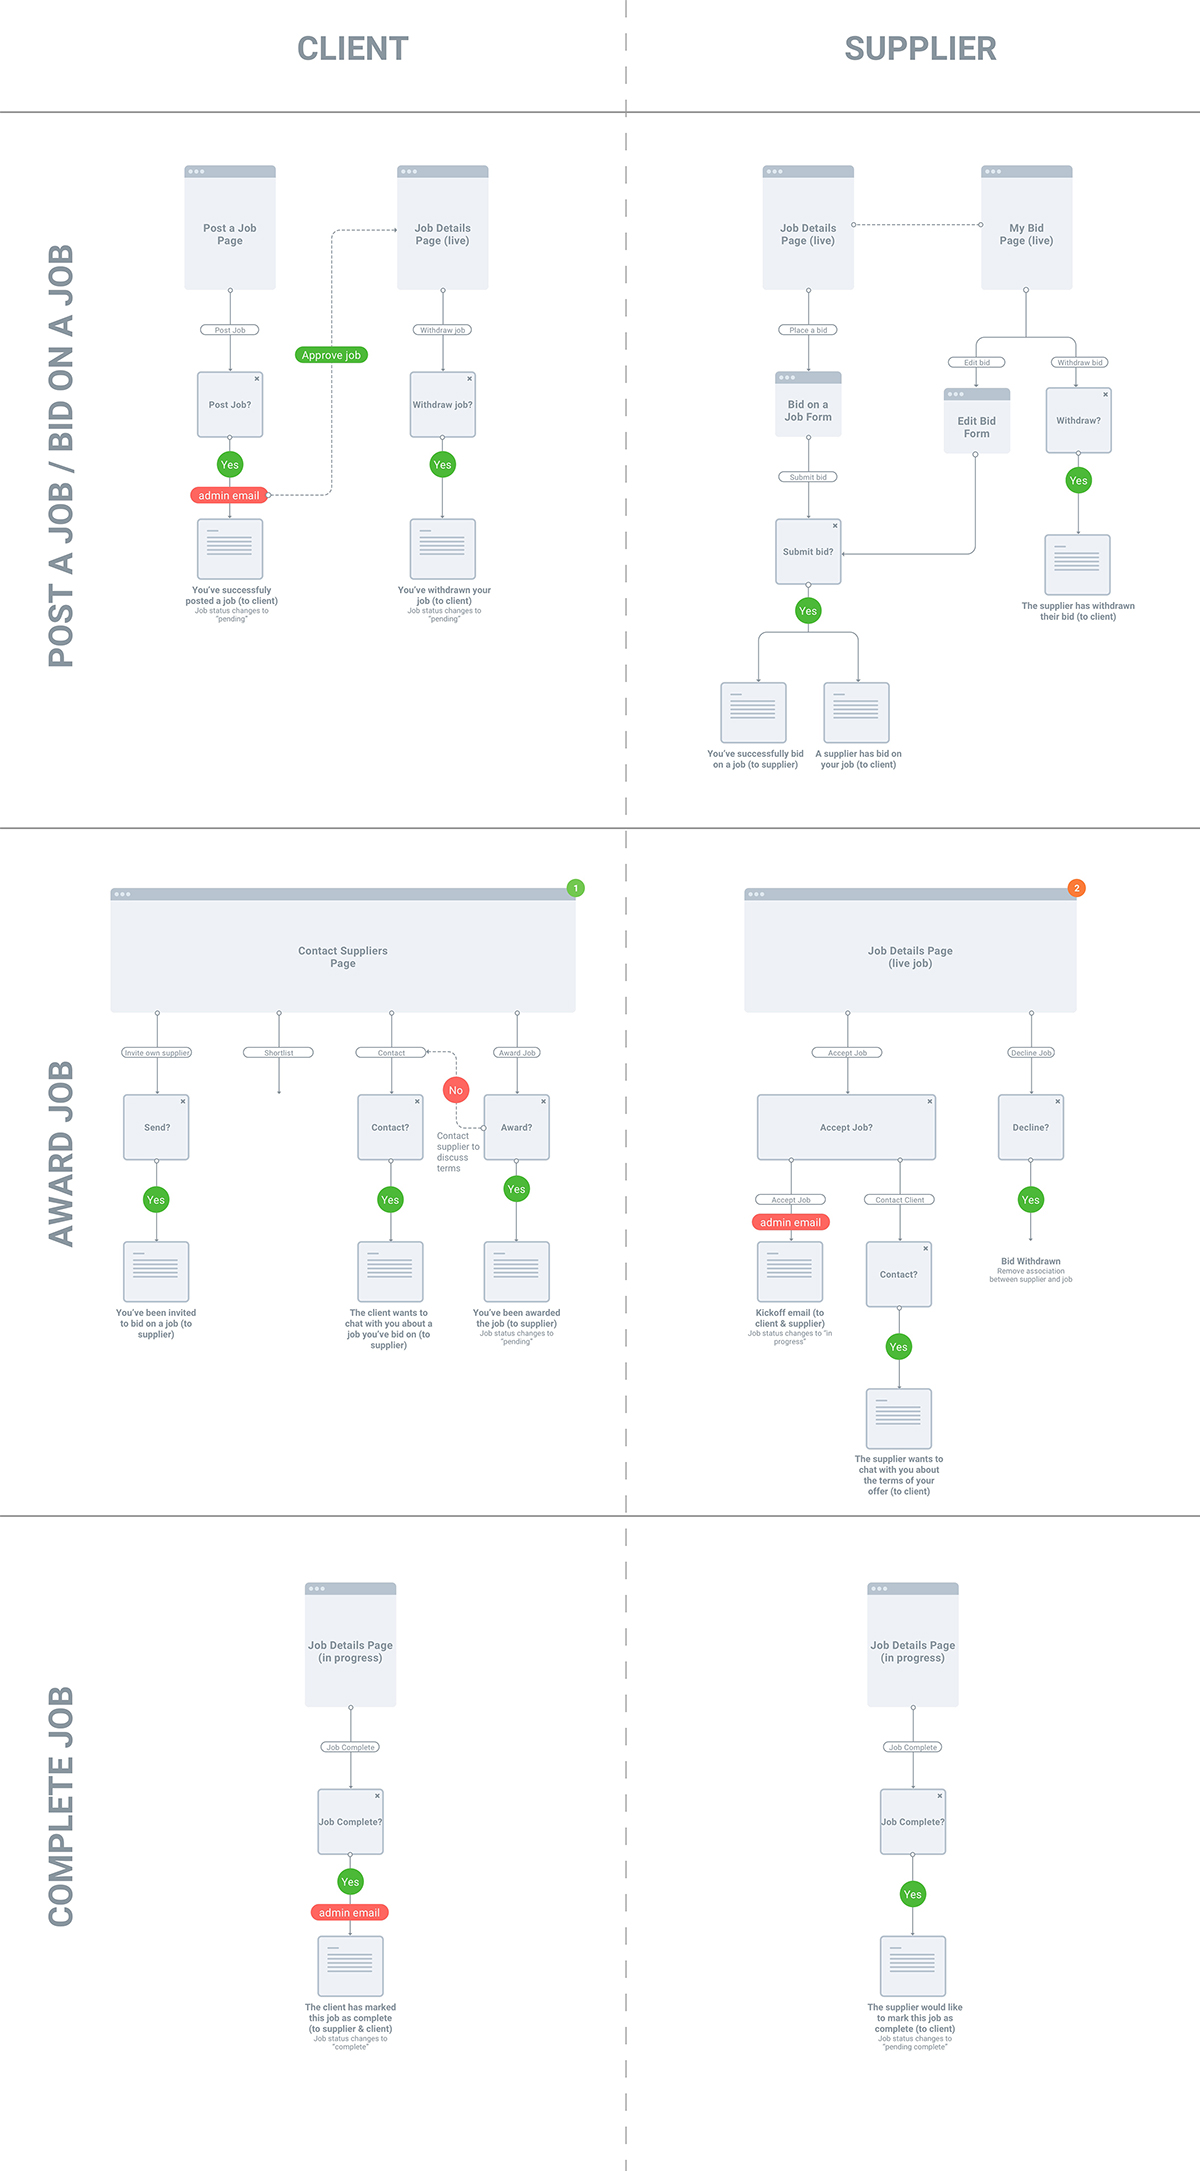 CLIENT
SUPPLIER
POST A JOB / BID ON A JOB
Post a Job
Page
Job Details
Page (live)
Post Job
Approve job
Withdraw job
Post Job?
Withdraw job?
Yes
Yes
admin email
You've successfuly
posted a job (to client)
Job status changes to
"pending"
You've withdrawn your
job (to client)
Job status changes to
"pending"
Job Details
Page (live)
My Bid
Page (live)
Place a bid
Edit bid
Withdraw bid
Bid on a
Job Form
Edit Bid
Form
Withdraw?
Submit bid
Yes
Submit bid?
Yes
The supplier has withdrawn
their bid (to client)
You've successfully bid
on a job (to supplier)
A supplier has bid on
your job (to client)
AWARD JOB
1
Contact Suppliers
Page
Invite own supplier
Shortlist
Contact
Award Job
No
Send?
Contact?
Contact
supplier to
discuss
terms
Award?
Yes
Yes
Yes
You've been invited
to bid on a job (to
supplier)
The client wants to
chat with you about a
job you've bid on (to
supplier)
You've been awarded
the job (to supplier)
Job status changes to
"pending"
2
Job Details Page
(live job)
Accept Job
Decline Job
Accept Job?
Decline?
Accept Job
Contact Client
Yes
admin email
Contact?
Bid Withdrawn
Remove association
between supplier and job
Kickoff email (to
client & supplier)
Job status changes to "in
progress"
Yes
The supplier wants to
chat with you about
the terms of your
offer (to client)
COMPLETE JOB
Job Details Page
(in progress)
Job Complete
Job Complete?
Yes
admin email
The client has marked
this job as complete
(to supplier & client)
Job status changes to
"complete"
Job Details Page
(in progress)
Job Complete
Job Complete?
Yes
The supplier would like
to mark this job as
complete (to client)
Job status changes to
"pending complete"